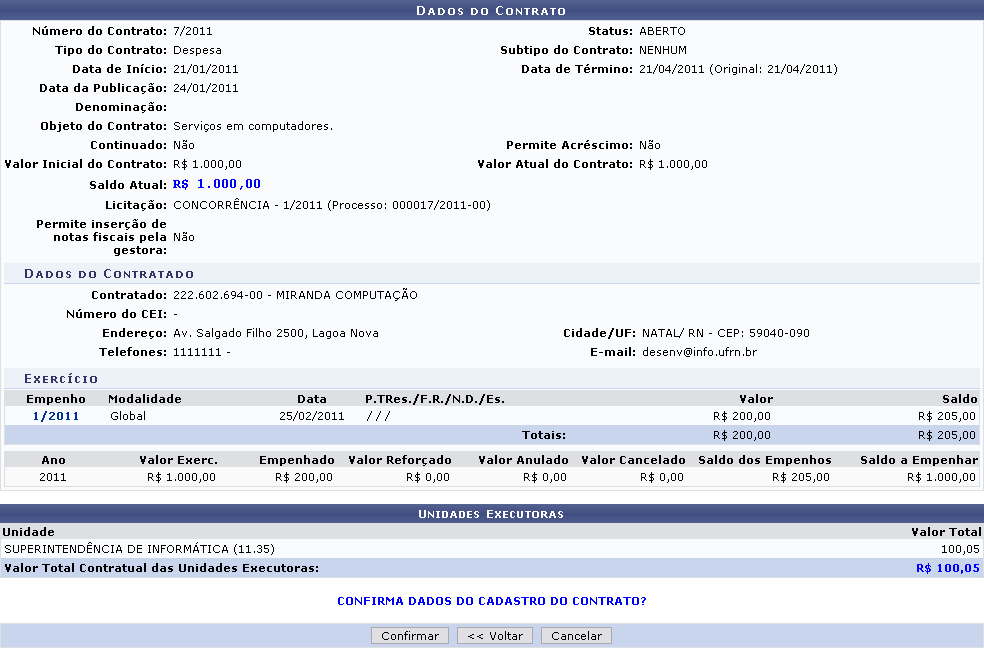 DADOS DO CONTRATO
Número do Contrato: 7/2011 Status: ABERTO
Tipo do Contrato: Despesa Subtipo do Contrato: NENHUM
Data de Início: 21/01/2011 Data de Término: 21/04/2011 (Original: 21/04/2011)
Data da Publicação: 24/01/2011
Denominação:
Objeto do Contrato: Serviços em computadores.
Continuado: Não Permite Acréscimo: Não
Valor Inicial do Contrato: R$ 1.000,00 Valor Atual do Contrato: R$ 1.000,00
Saldo Atual: R$ 1.000,00
Licitação: CONCORRÊNCIA - 1/2011 (Processo: 000017/2011-00)
Permite inserção de
notas fiscais pela Não
gestora:
DADOS DO CONTRATADO
Contratado: 222.602.694-00 - MIRANDA COMPUTAÇÃO
Número do CEI: -
Endereço: Av. Salgado Filho 2500, Lagoa Nova Cidade/UF: NATAL/ RN - CEP: 59040-090
Telefones: 1111111 - E-mail: desenv@info.ufrn.br
EXERCÍCIO
Empenho Modalidade Data P.TRes./F.R./N.D./Es. Valor Saldo
1/2011 Global 25/02/2011 / / / R$ 200,00 R$ 205,00
Totais: R$ 200,00 R$ 205,00
Ano Valor Exerc. Empenhado Valor Reforçado Valor Anulado Valor Cancelado Saldo dos Empenhos Saldo a Empenhar
2011 R$ 1.000,00 R$ 200,00 R$ 0,00 R$ 0,00 R$ 0,00 R$ 205,00 R$ 1.000,00
UNIDADES EXECUTORAS
Unidade Valor Total
SUPERINTENDÊNCIA DE INFORMÁTICA (11.35) 100,05
Valor Total Contratual das Unidades Executoras: R$ 100,05
CONFIRMA DADOS DO CADASTRO DO CONTRATO?
Confirmar << Voltar Cancelar